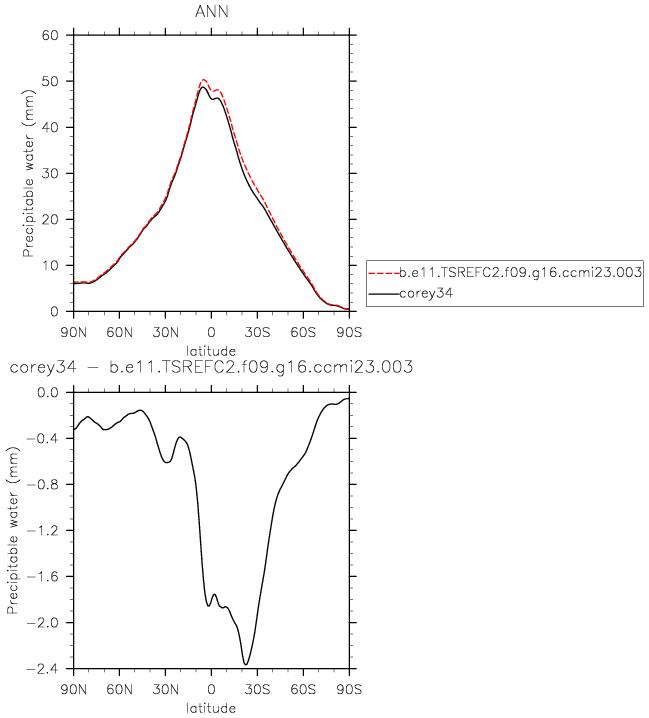 ANN
60
50
40
30
20
10
0
Precipitable water (mm)
90N 60N 30N 0 30S 60S 90S
latitude
b.e11.TSREFC2.f09.g16.ccmi23.003
corey34
corey34 − b.e11.TSREFC2.f09.g16.ccmi23.003
0.0
−0.4
−0.8
−1.2
−1.6
−2.0
−2.4
Precipitable water (mm)
90N 60N 30N 0 30S 60S 90S
latitude